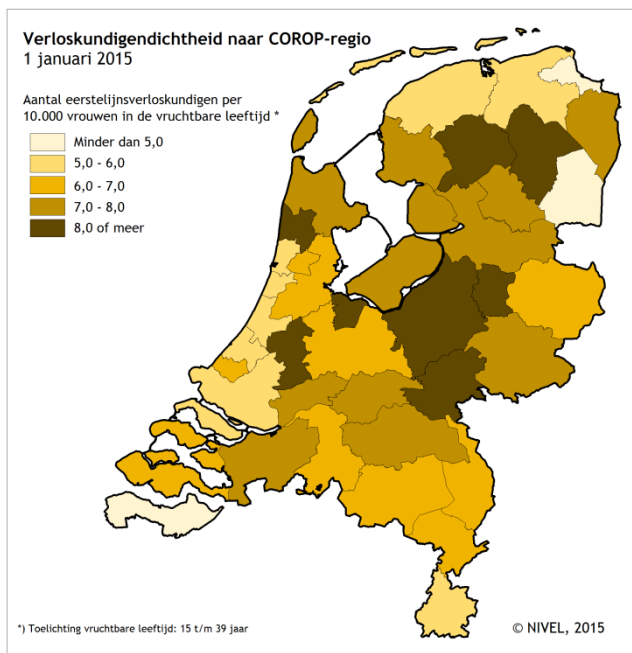 Verloskundigendichtheid naar COROP-regio
1 januari 2015
Aantal eerstelijnsverloskundigen per
10.000 vrouwen in de vruchtbare leeftijd *
Minder dan 5,0
5,0 - 6,0
6,0 - 7,0
7,0 - 8,0
8,0 of meer
*) Toelichting vruchtbare leeftijd: 15 t/m 39 jaar
© NIVEL, 2015